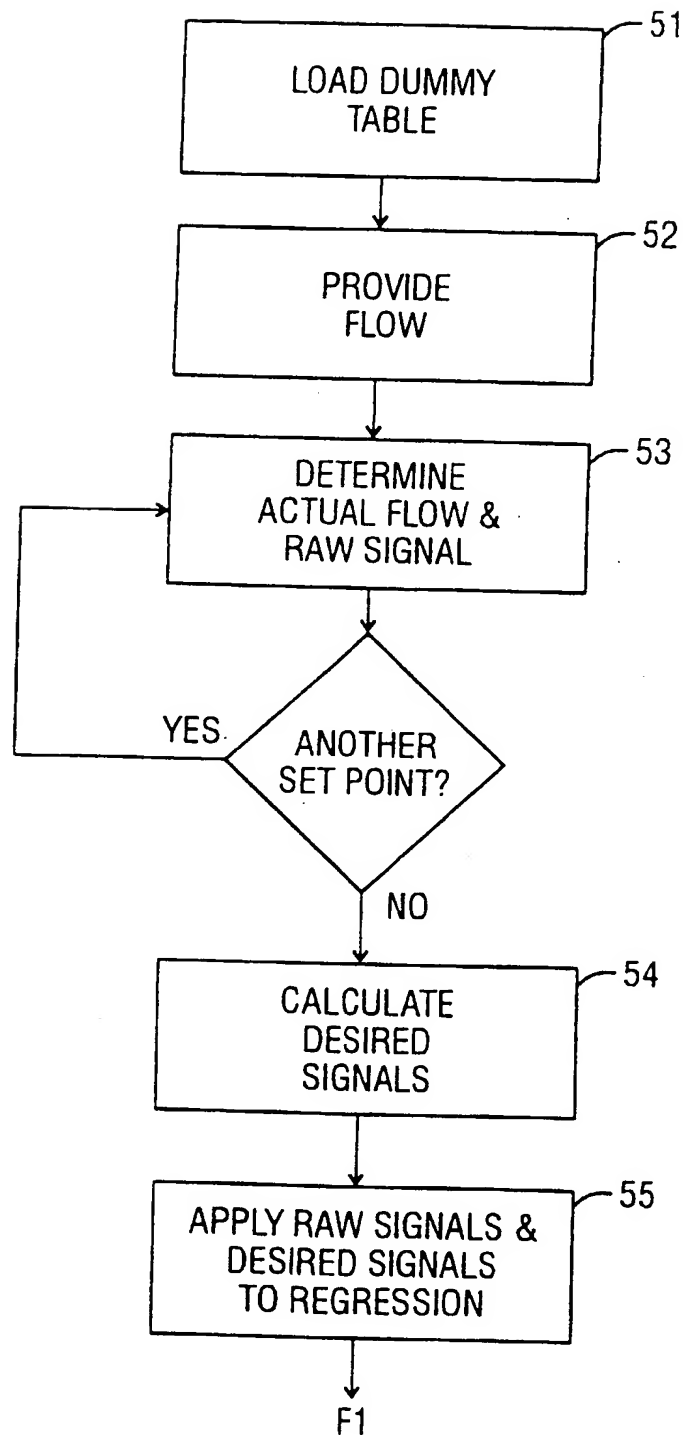 51
LOAD DUMMY
TABLE
52
PROVIDE
FLOW
53
DETERMINE
ACTUAL FLOW &
RAW SIGNAL
YES
ANOTHER
SET POINT?
NO
54
CALCULATE
DESIRED
SIGNALS
55
APPLY RAW SIGNALS &
DESIRED SIGNALS
TO REGRESSION
F1